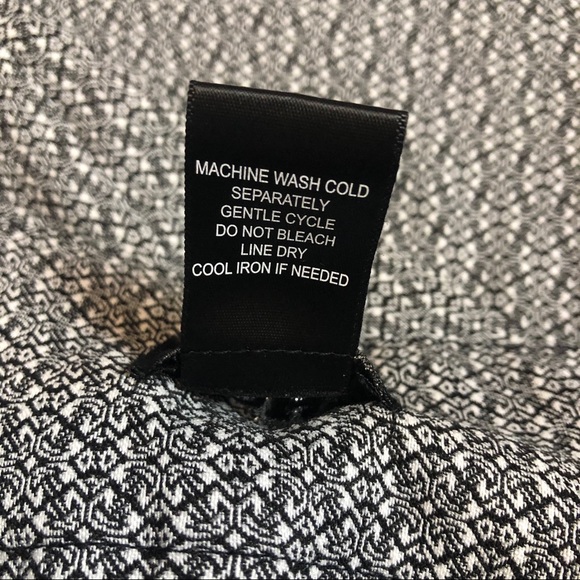 MACHINE WASH COLD
SEPARATELY
GENTLE CYCLE
DO NOT BLEACH
LINE DRY
COOL IRON IF NEEDED